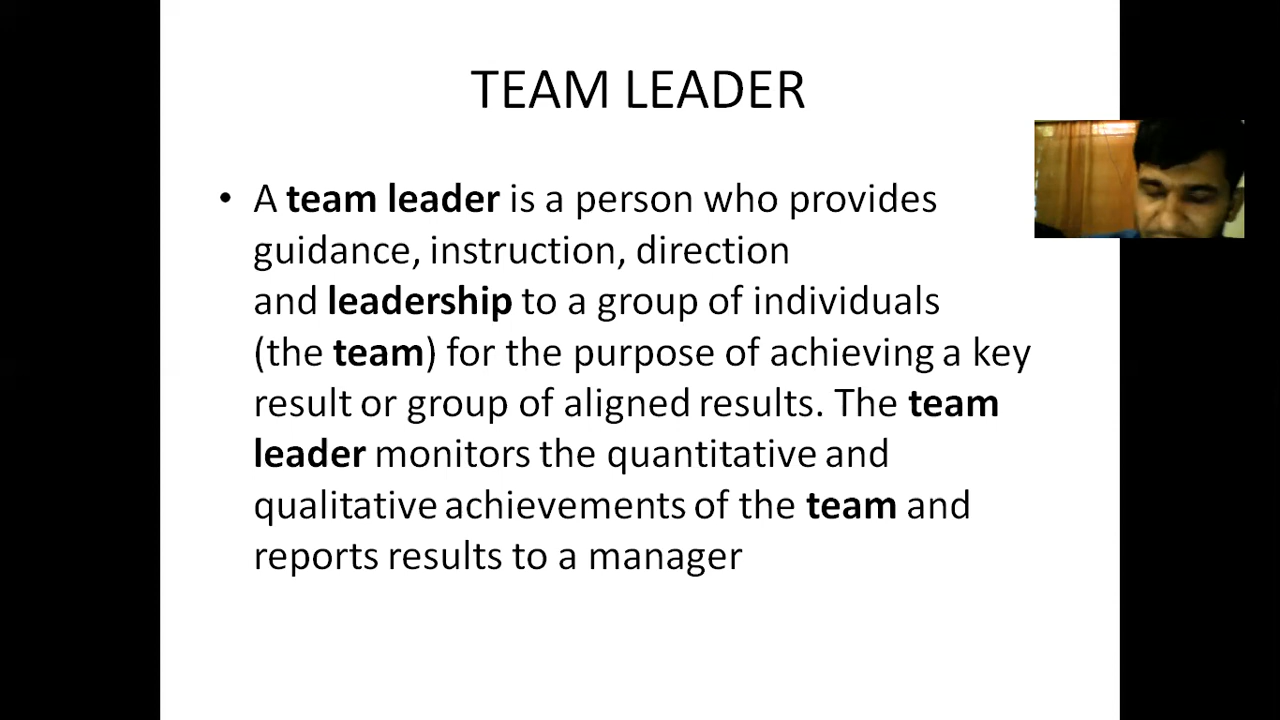 TEAM LEADER
• A team leader is a person who provides
guidance, instruction, direction
and leadership to a group of individuals
(the team) for the purpose of achieving a key
result or group of aligned results. The team
leader monitors the quantitative and
qualitative achievements of the team and
reports results to a manager